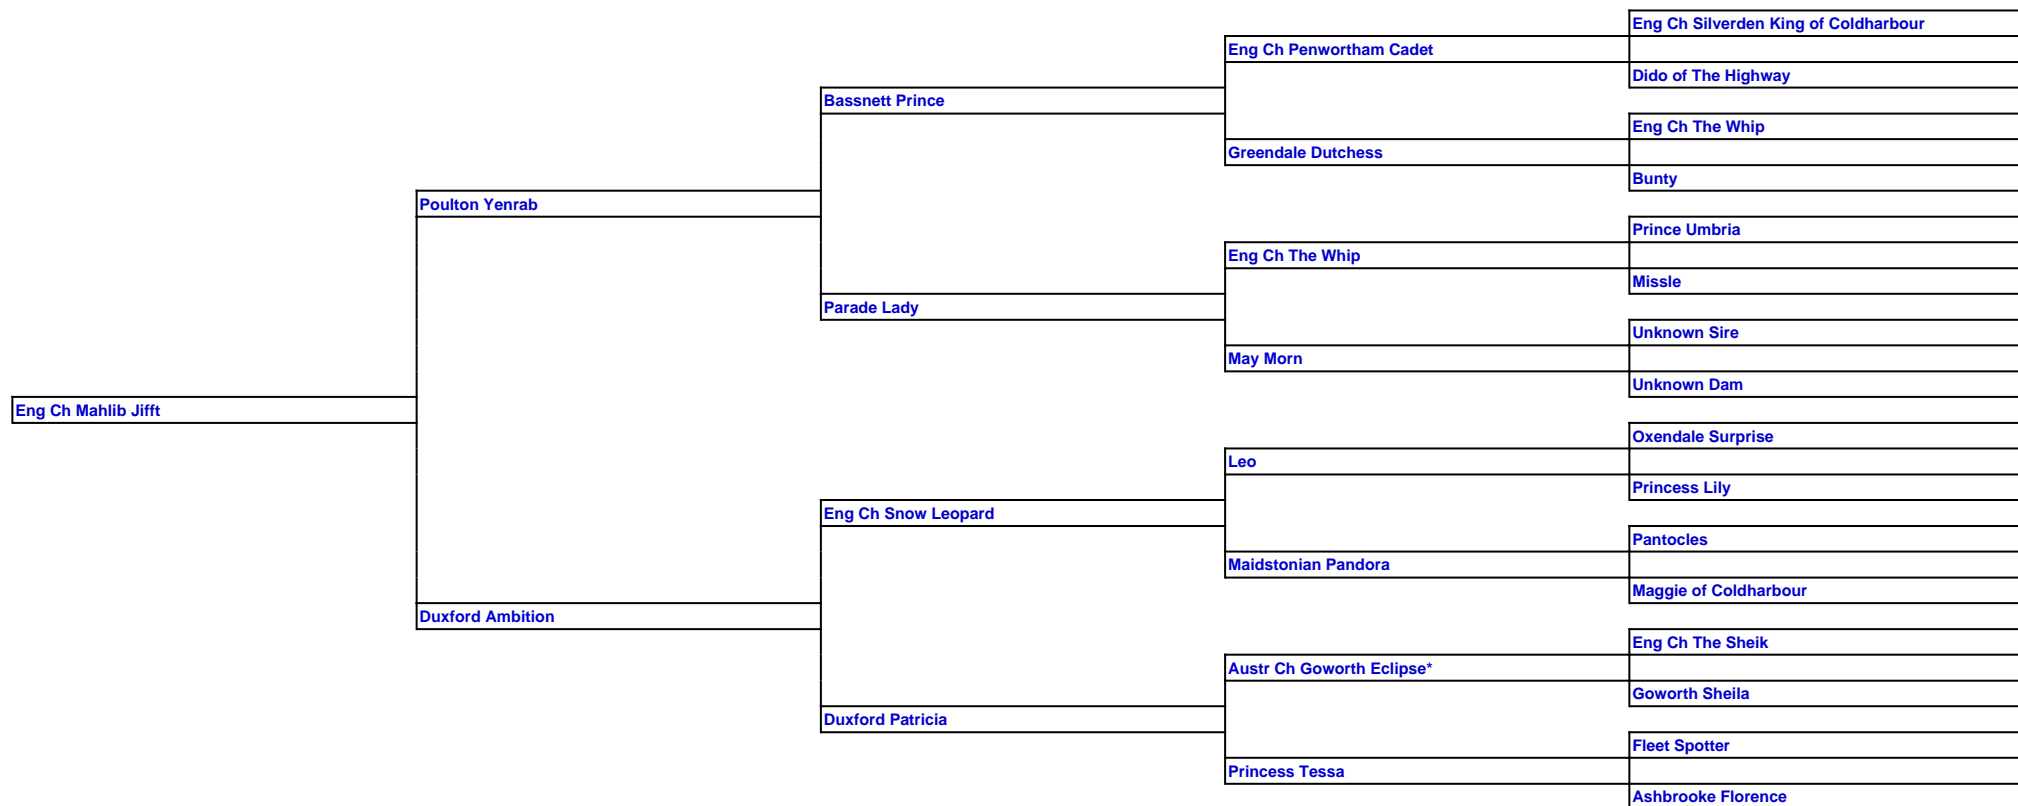 Eng Ch Silverden King of Coldharbour
Eng Ch Penwortham Cadet
Dido of The Highway
Bassnett Prince
Eng Ch The Whip
Greendale Dutchess
Bunty
Poulton Yenrab
Prince Umbria
Eng Ch The Whip
Missle
Parade Lady
Unknown Sire
May Morn
Unknown Dam
Eng Ch Mahlib Jifft
Oxendale Surprise
Leo
Princess Lily
Eng Ch Snow Leopard
Pantocles
Maidstonian Pandora
Maggie of Coldharbour
Duxford Ambition
Eng Ch The Sheik
Austr Ch Goworth Eclipse*
Goworth Sheila
Duxford Patricia
Fleet Spotter
Princess Tessa
Ashbrooke Florence